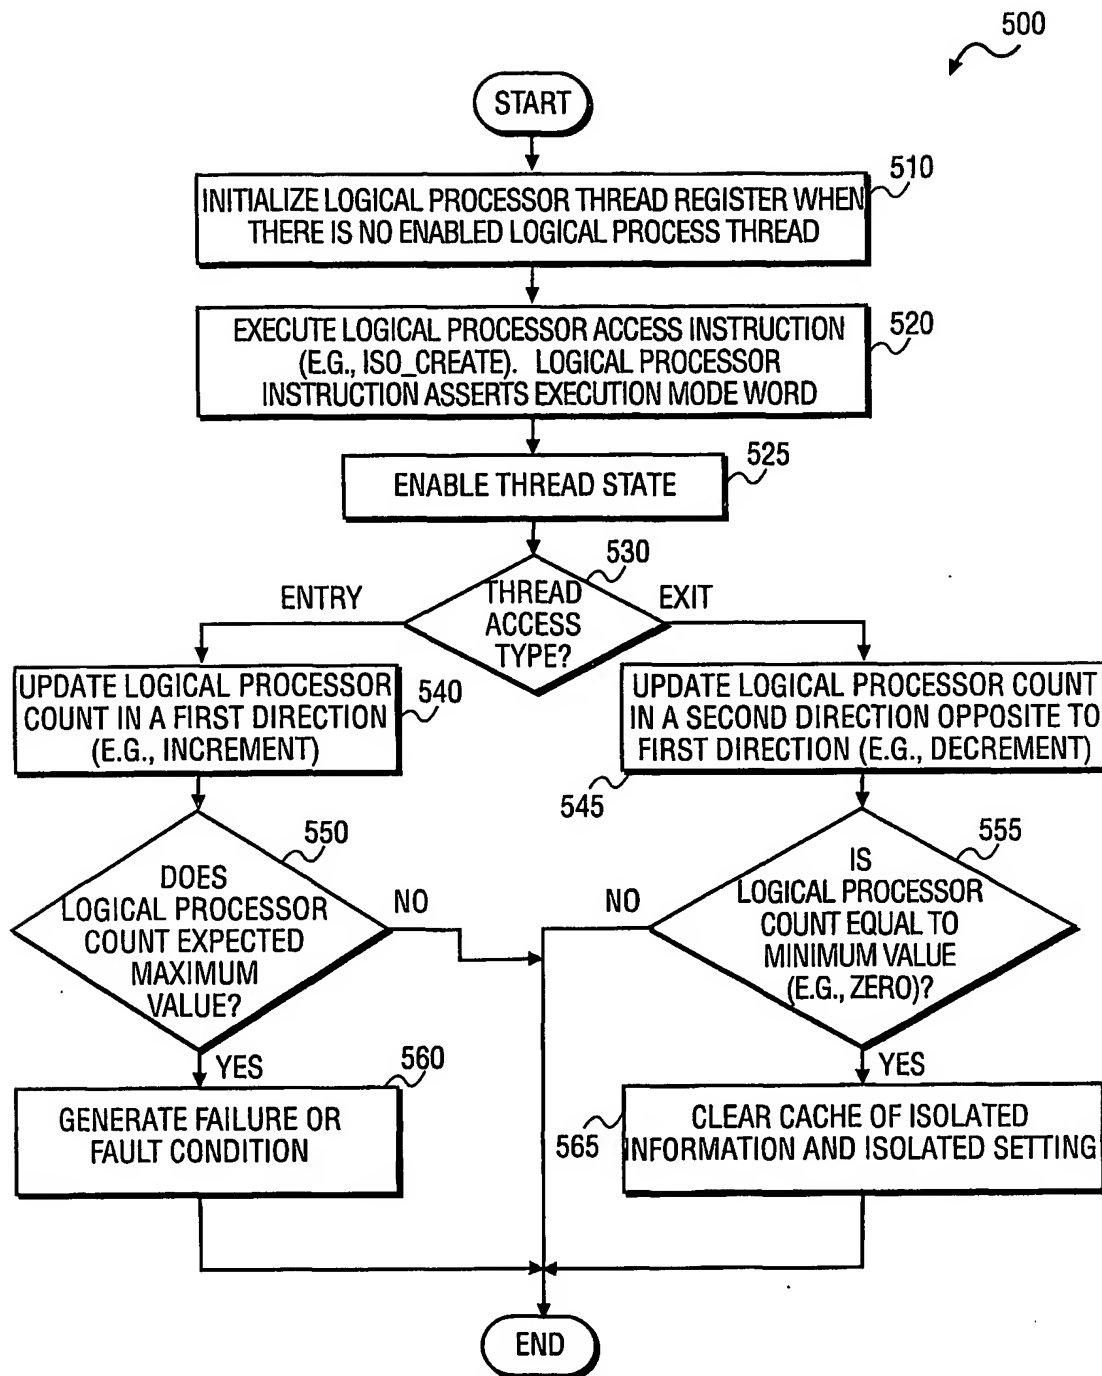 500
START
510
INITIALIZE LOGICAL PROCESSOR THREAD REGISTER WHEN
THERE IS NO ENABLED LOGICAL PROCESS THREAD
520
EXECUTE LOGICAL PROCESSOR ACCESS INSTRUCTION
(E.G., ISO_CREATE). LOGICAL PROCESSOR
INSTRUCTION ASSERTS EXECUTION MODE WORD
525
ENABLE THREAD STATE
530
THREAD
ACCESS
TYPE?
ENTRY
EXIT
UPDATE LOGICAL PROCESSOR
COUNT IN A FIRST DIRECTION
(E.G., INCREMENT)
540
UPDATE LOGICAL PROCESSOR COUNT
IN A SECOND DIRECTION OPPOSITE TO
FIRST DIRECTION (E.G., DECREMENT)
545
550
DOES
LOGICAL PROCESSOR
COUNT EXPECTED
MAXIMUM
VALUE?
NO
YES
555
IS
LOGICAL PROCESSOR
COUNT EQUAL TO
MINIMUM VALUE
(E.G., ZERO)?
NO
YES
560
GENERATE FAILURE OR
FAULT CONDITION
565
CLEAR CACHE OF ISOLATED
INFORMATION AND ISOLATED SETTING
END